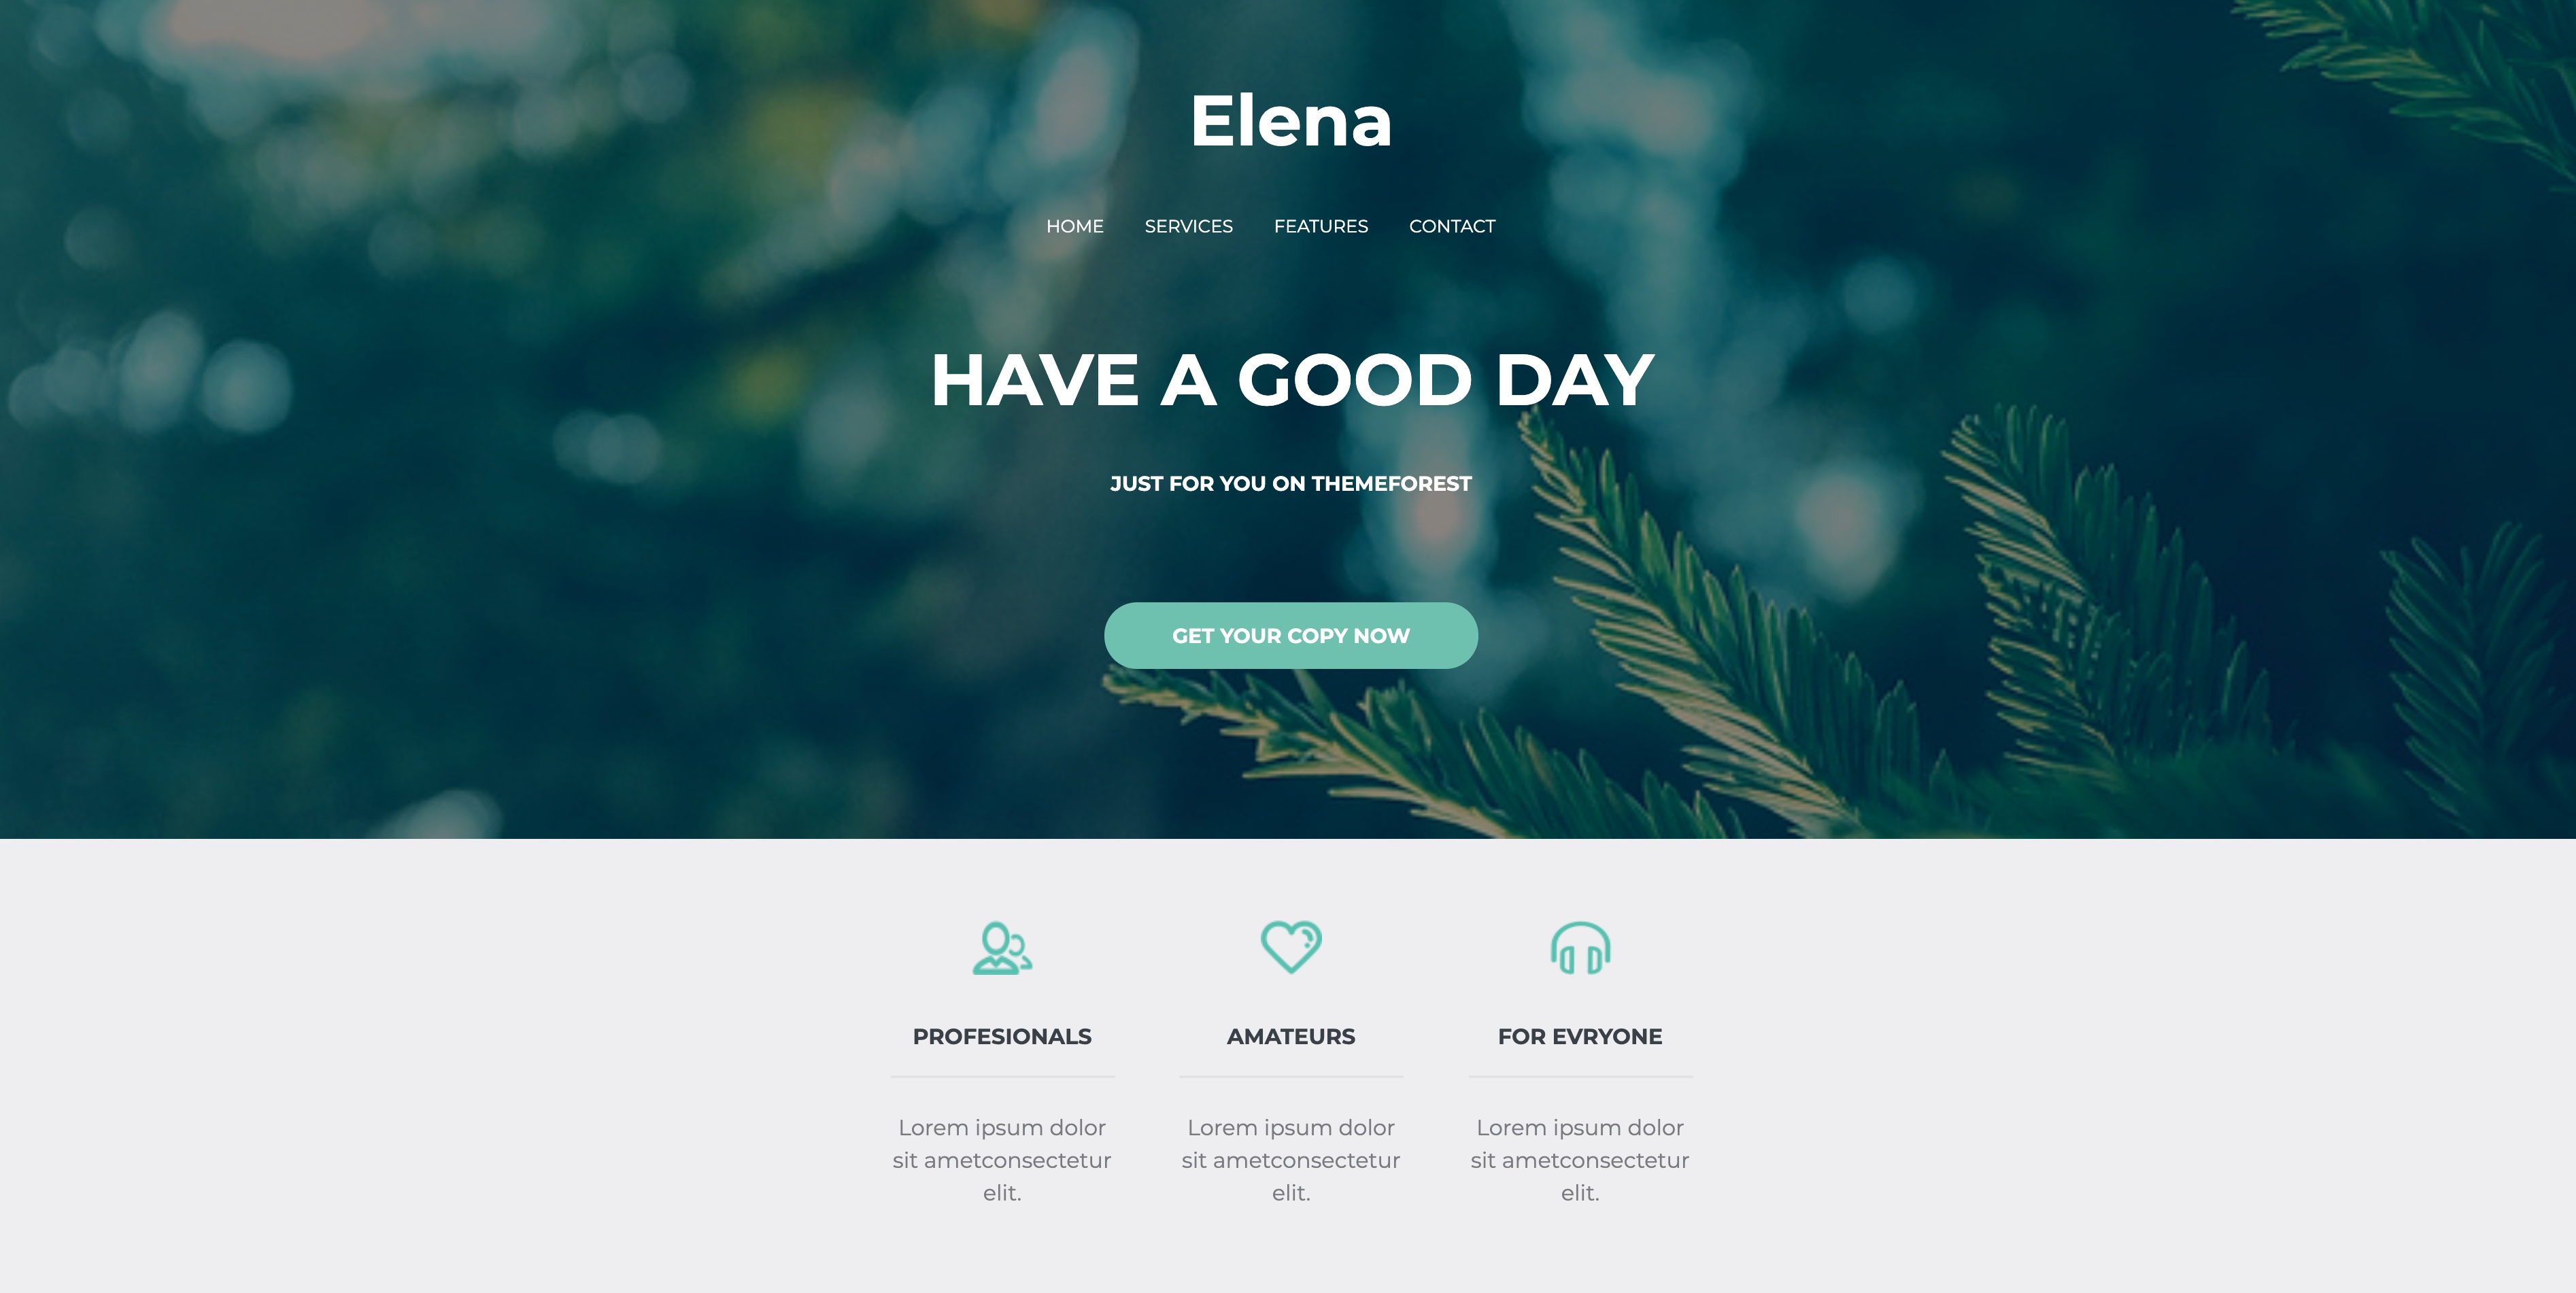 Elena
HOME SERVICES FEATURES CONTACT
HAVE A GOOD DAY
JUST FOR YOU ON THEMEFOREST
GET YOUR COPY NOW
PROFESIONALS
Lorem ipsum dolor
sit ametconsectetur
elit.
AMATEURS
Lorem ipsum dolor
sit ametconsectetur
elit.
FOR EVRYONE
Lorem ipsum dolor
sit ametconsectetur
elit.